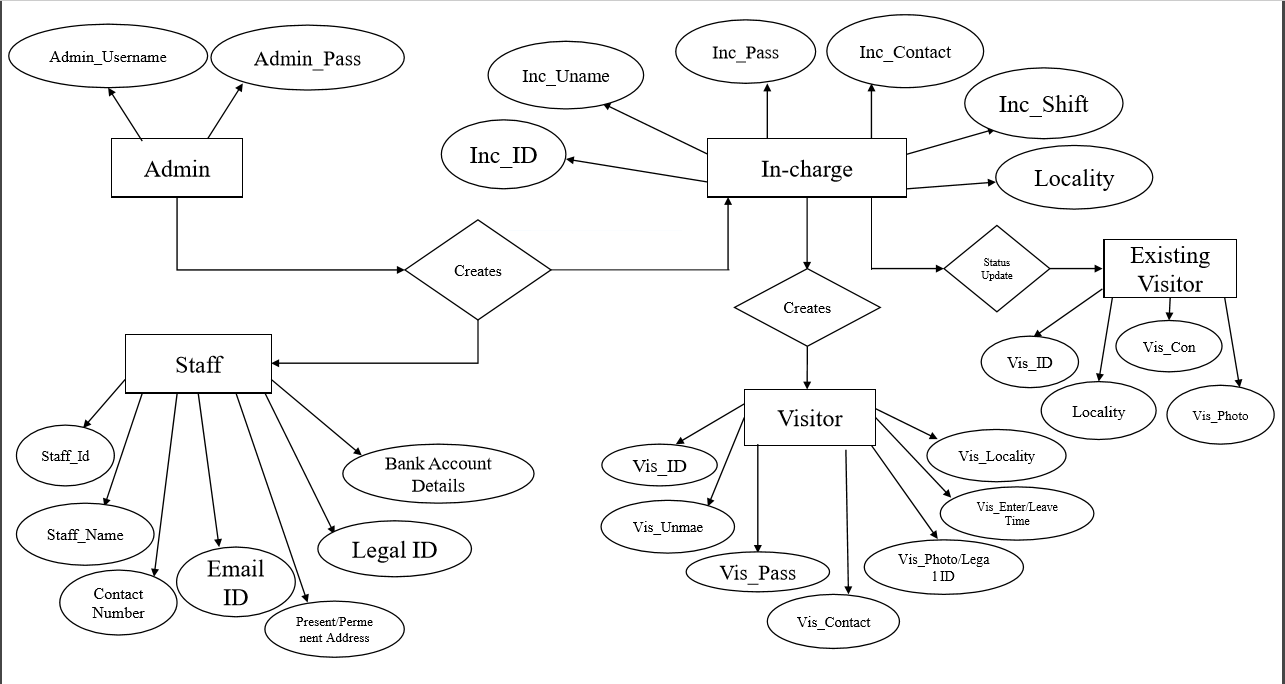 Admin_Username
Admin_Pass
Inc_Uname
Inc_Pass
Inc_Contact
Inc_Shift
Inc_ID
Locality
Admin
In-charge
Creates
Creates
Status
Update
Existing
Visitor
Vis_ID
Vis_Con
Locality
Vis_Photo
Staff
Staff_Id
Staff_Name
Contact
Number
Email
ID
Present/Perme
nent Address
Legal ID
Bank Account
Details
Visitor
Vis_ID
Vis_Unmae
Vis_Pass
Vis_Contact
Vis_Photo/Lega
l ID
Vis_Enter/Leave
Time
Vis_Locality